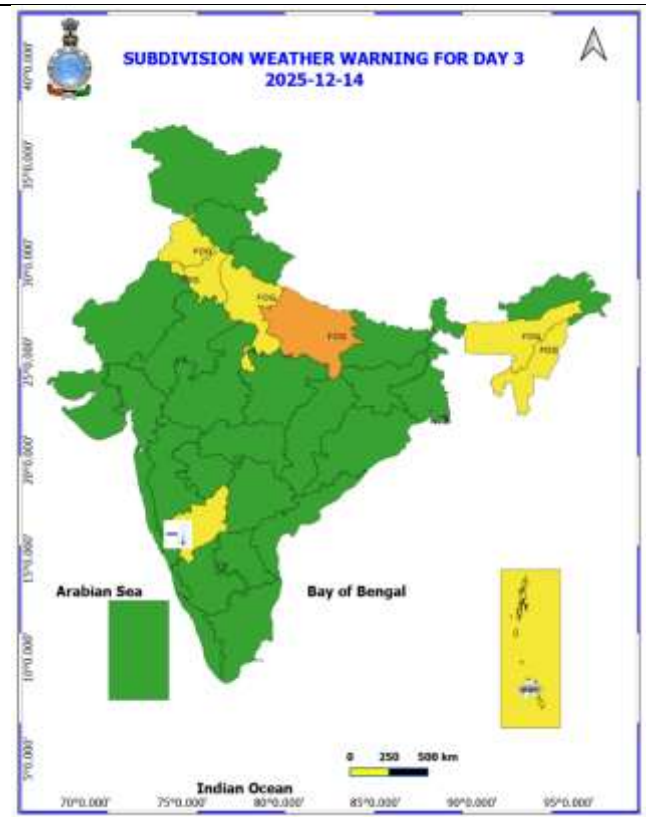 SUBDIVISION WEATHER WARNING FOR DAY 3
2025-12-14
40°0.000'
35°0.000'
30°0.000'
25°0.000'
20°0.000'
15°0.000'
10°0.000'
5°0.000'
FOG
FOG
FOG
FOG
FOG
Arabian Sea
Bay of Bengal
0 250 500 km
Indian Ocean
70°0.000' 75°0.000' 80°0.000' 85°0.000' 90°0.000' 95°0.000'